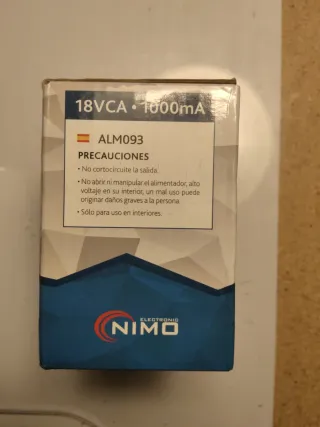 18VCA • 1000mA
ALM093
PRECAUCIONES
• No cortocircuite la salida.
• No abrir ni manipular el alimentador, alto
voltaje en su interior, un mal uso puede
originar daños graves a la persona
• Sólo para uso en interiores.
ELECTRONIC
NIMO